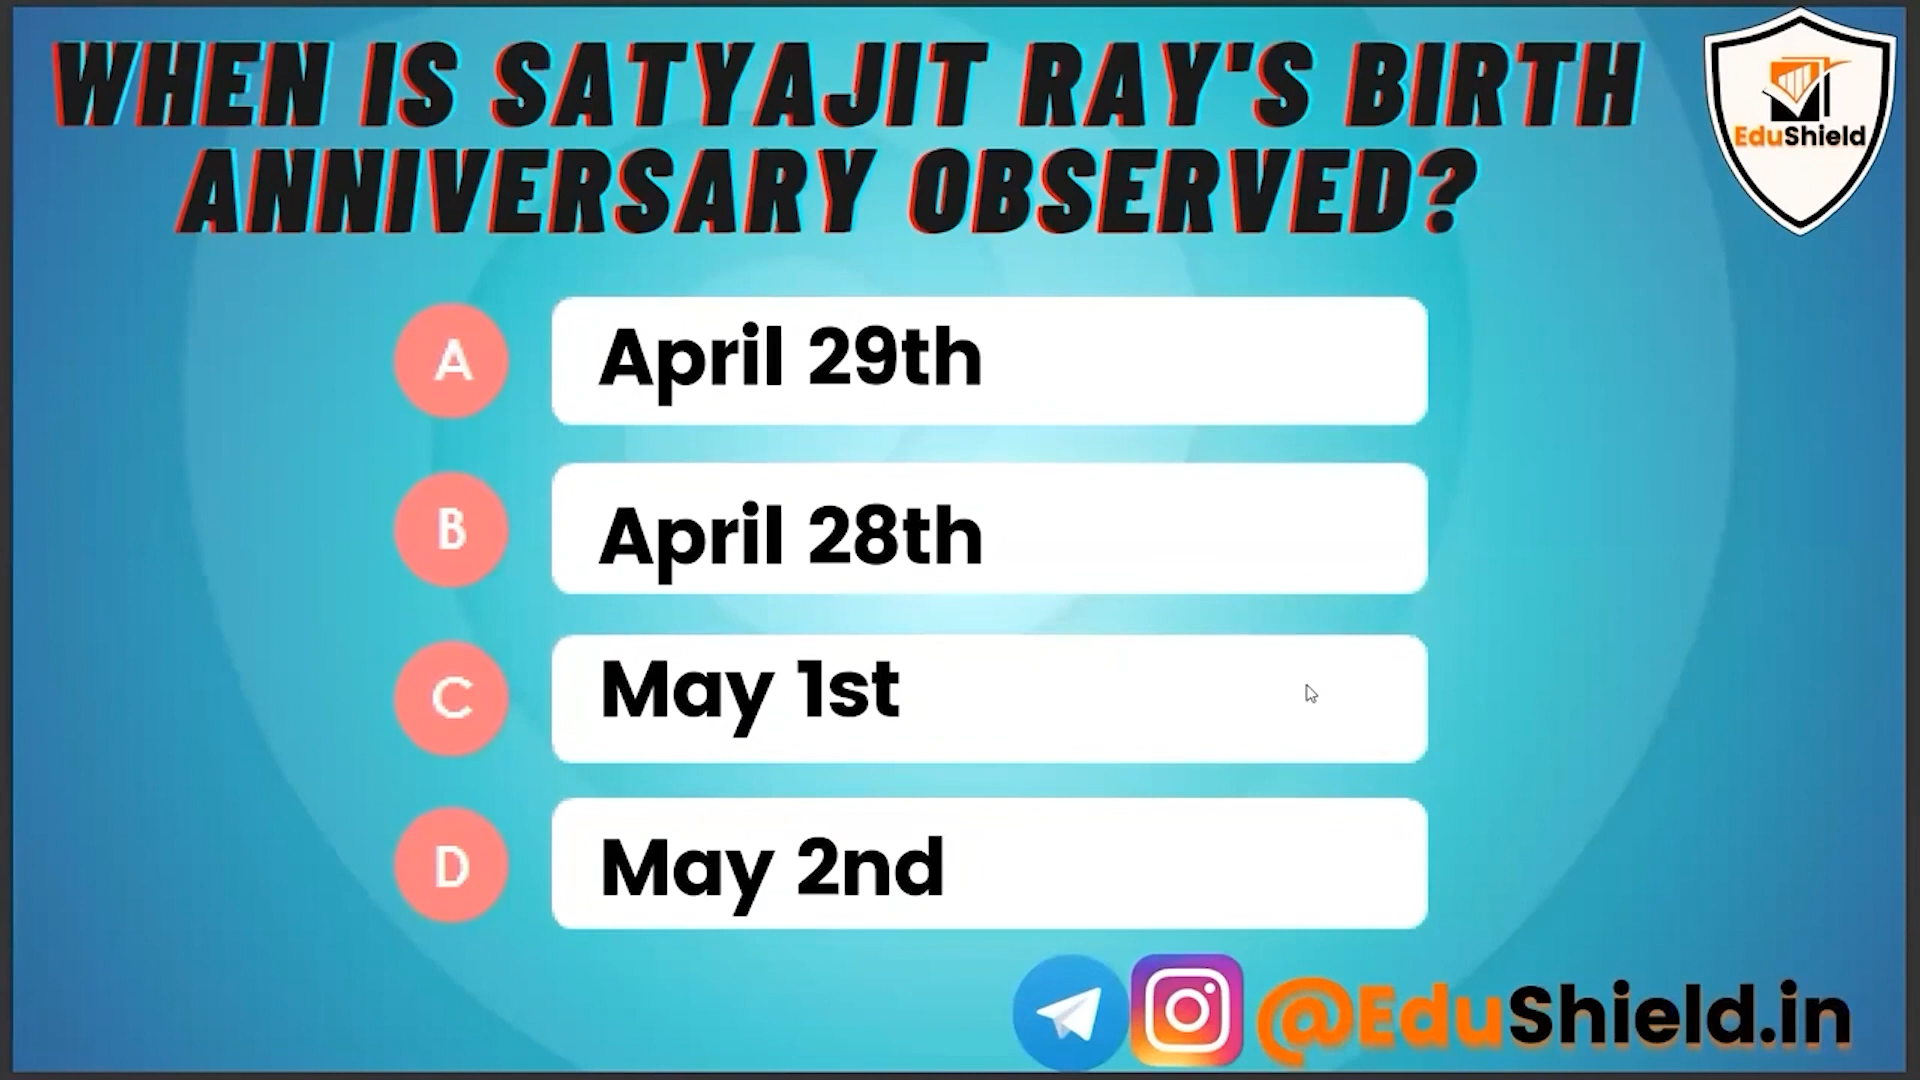 WHEN IS SATYAJIT RAY'S BIRTH
ANNIVERSARY OBSERVED?
EduShield
A April 29th
B April 28th
C May 1st
D May 2nd
@EduShield.in